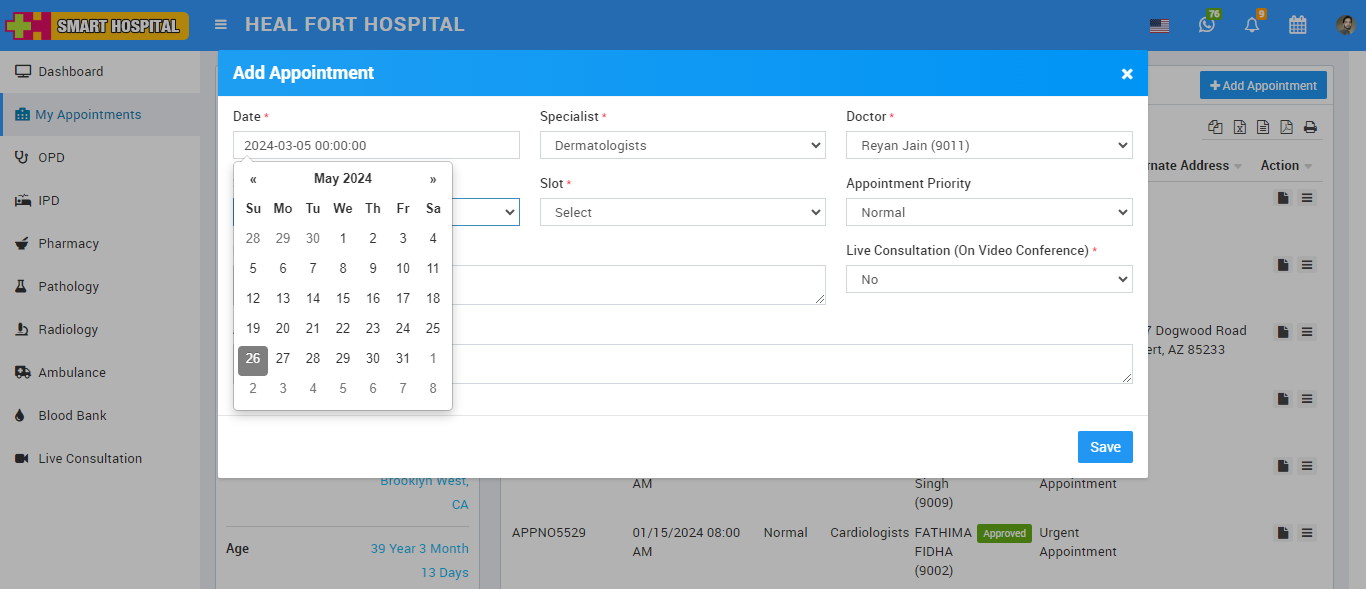 SMART HOSPITAL
HEAL FORT HOSPITAL
76
9
Dashboard
My Appointments
OPD
IPD
Pharmacy
Pathology
Radiology
Ambulance
Blood Bank
Live Consultation
Add Appointment
Add Appointment
Date *
Specialist *
Doctor *
2024-03-05 00:00:00
Dermatologists
Reyan Jain (9011)
Slot *
Appointment Priority
Select
Normal
Live Consultation (On Video Conference) *
No
« May 2024 »
Su Mo Tu We Th Fr Sa
28 29 30 1 2 3 4
5 6 7 8 9 10 11
12 13 14 15 16 17 18
19 20 21 22 23 24 25
26 27 28 29 30 31 1
2 3 4 5 6 7 8
Save
Address
Action
7 Dogwood Road
AZ 85233
Brooklyn West,
CA
Age
39 Year 3 Month
13 Days
AM
Singh
(9009)
Appointment
APPNO5529
01/15/2024 08:00
AM
Normal
Cardiologists
FATHIMA
FIDHA
(9002)
Approved
Urgent
Appointment